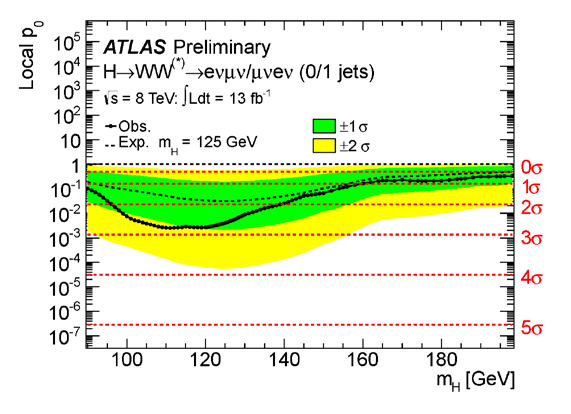 Local p₀
ATLAS Preliminary
H→WW⁽*⁾→eνμν/μνeν (0/1 jets)
√s = 8 TeV: ∫Ldt = 13 fb⁻¹
Obs.
Exp. m_H = 125 GeV
±1σ
±2 σ
10⁵
10⁴
10³
10²
10
1
10⁻¹
10⁻²
10⁻³
10⁻⁴
10⁻⁵
10⁻⁶
10⁻⁷
0σ
1σ
2σ
3σ
4σ
5σ
100 120 140 160 180
m_H [GeV]